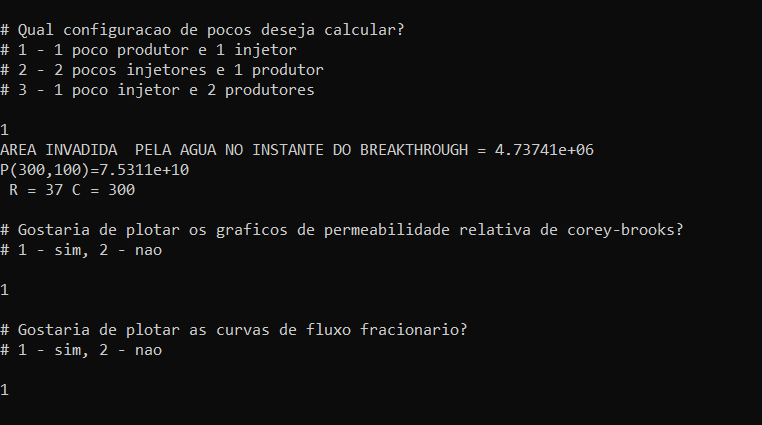 # Qual configuracao de pocos deseja calcular?
# 1 - 1 poco produtor e 1 injetor
# 2 - 2 pocos injetores e 1 produtor
# 3 - 1 poco injetor e 2 produtores
1
AREA INVADIDA  PELA AGUA NO INSTANTE DO BREAKTHROUGH = 4.73741e+06
P(300,100)=7.5311e+10
 R = 37 C = 300
# Gostaria de plotar os graficos de permeabilidade relativa de corey-brooks?
# 1 - sim, 2 - nao
1
# Gostaria de plotar as curvas de fluxo fracionario?
# 1 - sim, 2 - nao
1